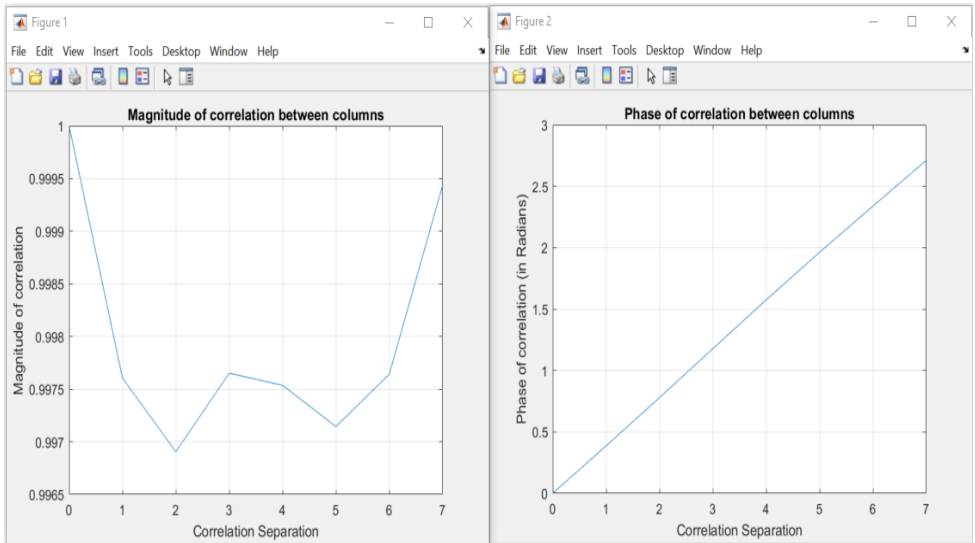 Figure 1
File Edit View Insert Tools Desktop Window Help
Magnitude of correlation between columns
Magnitude of correlation
1
0.9995
0.999
0.9985
0.998
0.9975
0.997
0.9965
0 1 2 3 4 5 6 7
Correlation Separation
Figure 2
File Edit View Insert Tools Desktop Window Help
Phase of correlation between columns
Phase of correlation (in Radians)
3
2.5
2
1.5
1
0.5
0
0 1 2 3 4 5 6 7
Correlation Separation